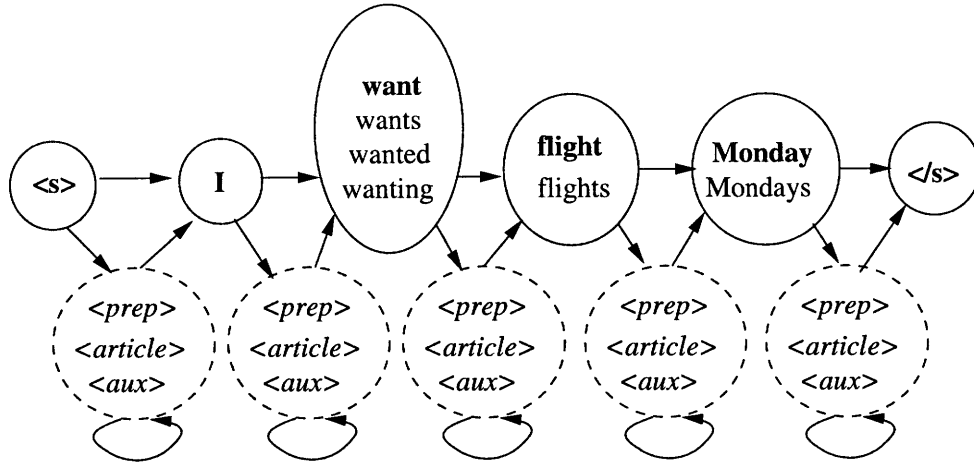 <s>
I
want
wants
wanted
wanting
flight
flights
Monday
Mondays
</s>
<prep>
<article>
<aux>
<prep>
<article>
<aux>
<prep>
<article>
<aux>
<prep>
<article>
<aux>
<prep>
<article>
<aux>